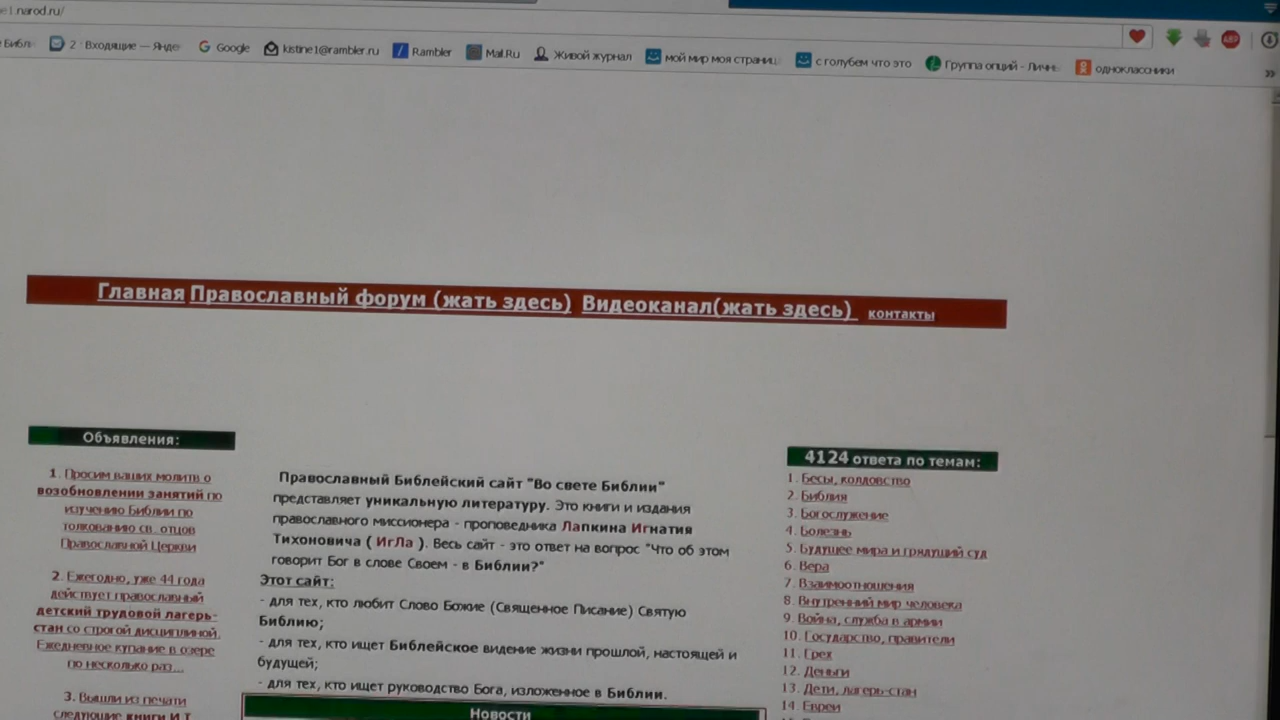 e1.narod.ru/
Библ
2 · Входящие — Яндек
Google
kistine1@rambler.ru
Rambler
Mail.Ru
Живой журнал
мой мир моя страниц
с голубем что это
Группа опций - Личн
одноклассники
»
Главная Православный форум (жать здесь) Видеоканал(жать здесь) контакты
Объявления:
1. Просим ваших молитв о
возобновлении занятий по
изучению Библии по
толкованию св. отцов
Православной Церкви
2. Ежегодно, уже 44 года
действует православный
детский трудовой лагерь-
стан со строгой дисциплиной.
Ежедневное купание в озере
по несколько раз...
3. Вышли из печати
следующие книги И.Т.
Православный Библейский сайт "Во свете Библии"
представляет уникальную литературу. Это книги и издания
православного миссионера - проповедника Лапкина Игнатия
Тихоновича ( ИгЛа ). Весь сайт - это ответ на вопрос "Что об этом
говорит Бог в слове Своем - в Библии?"
Этот сайт:
- для тех, кто любит Слово Божие (Священное Писание) Святую
Библию;
- для тех, кто ищет Библейское видение жизни прошлой, настоящей и
будущей;
- для тех, кто ищет руководство Бога, изложенное в Библии.
Новости
4124 ответа по темам:
1. Бесы, колдовство
2. Библия
3. Богослужение
4. Болезнь
5. Будущее мира и грядущий суд
6. Вера
7. Взаимоотношения
8. Внутренний мир человека
9. Война, служба в армии
10. Государство, правители
11. Грех
12. Деньги
13. Дети, лагерь-стан
14. Евреи